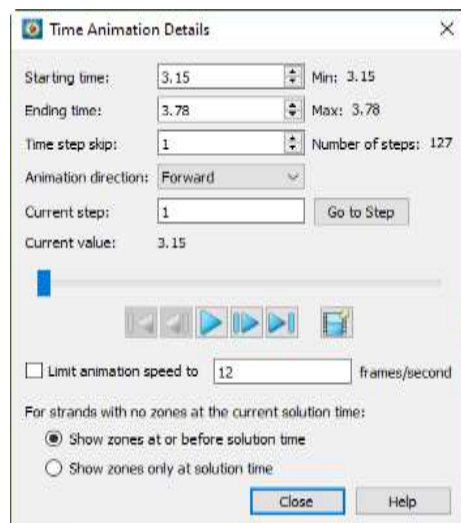 Time Animation Details
Starting time: 3.15 Min: 3.15
Ending time: 3.78 Max: 3.78
Time step skip: 1 Number of steps: 127
Animation direction: Forward
Current step: 1 Go to Step
Current value: 3.15
Limit animation speed to 12 frames/second
For strands with no zones at the current solution time:
Show zones at or before solution time
Show zones only at solution time
Close Help